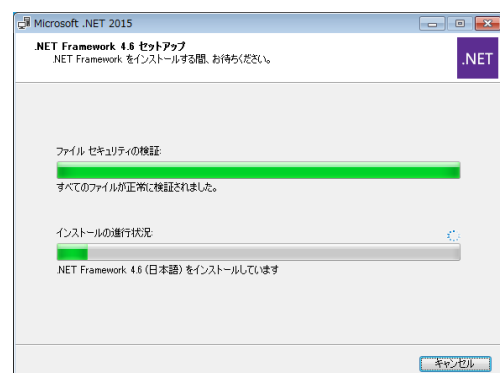 Microsoft .NET 2015
.NET Framework 4.6 セットアップ
.NET Framework をインストールする間、お待ちください。
.NET
ファイル セキュリティの検証:
すべてのファイルが正常に検証されました。
インストールの進行状況:
.NET Framework 4.6 (日本語) をインストールしています
キャンセル